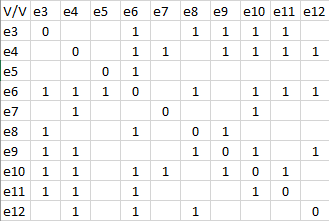 V/V e3 e4 e5 e6 e7 e8 e9 e10 e11 e12
e3 0 1 1 1 1 1
e4 0 1 1 1 1 1 1
e5 0 1
e6 1 1 1 0 1 1 1 1
e7 1 0 1
e8 1 1 0 1
e9 1 1 1 0 1 1
e10 1 1 1 1 1 0 1
e11 1 1 1 1 0
e12 1 1 1 0